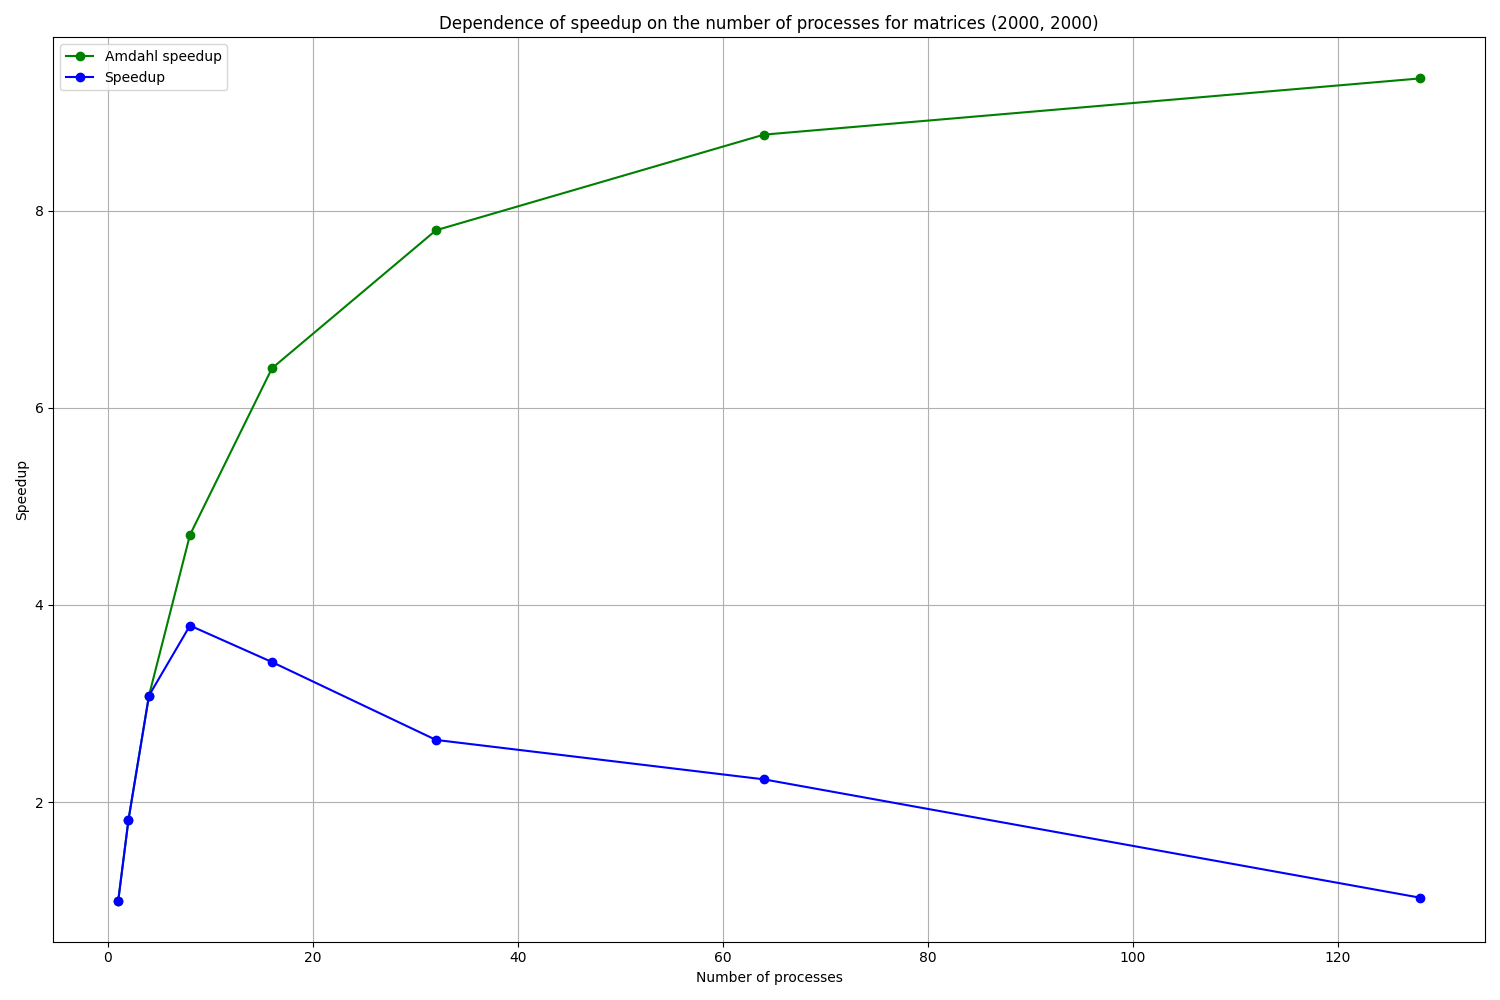 Dependence of speedup on the number of processes for matrices (2000, 2000)
Amdahl speedup
Speedup
8
6
4
2
Speedup
0 20 40 60 80 100 120
Number of processes